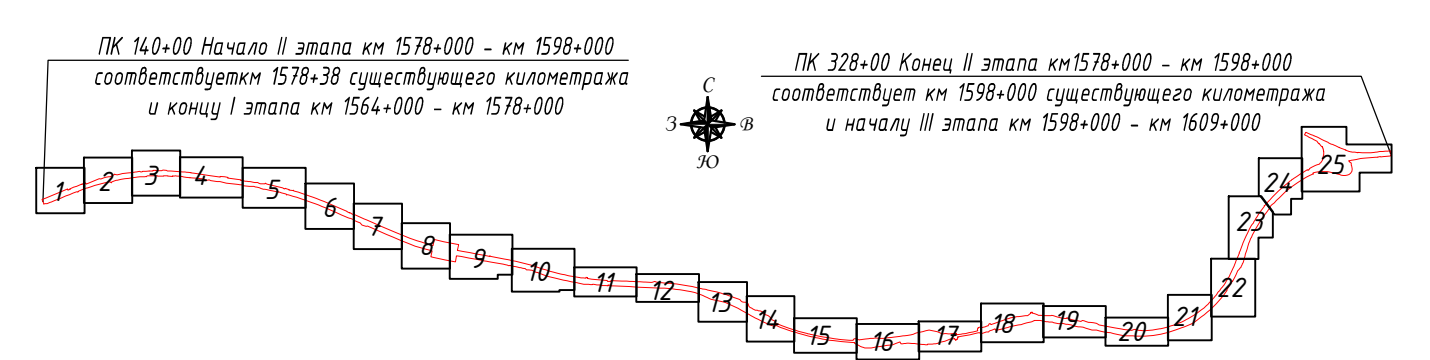 ПК 140+00 Начало II этапа км 1578+000 - км 1598+000
соответствуеткм 1578+38 существующего километража
и концу I этапа км 1564+000 - км 1578+000
ПК 328+00 Конец II этапа км1578+000 - км 1598+000
соответствует км 1598+000 существующего километража
и началу III этапа км 1598+000 - км 1609+000
С
З
В
Ю
1
2
3
4
5
6
7
8
9
10
11
12
13
14
15
16
17
18
19
20
21
22
23
24
25